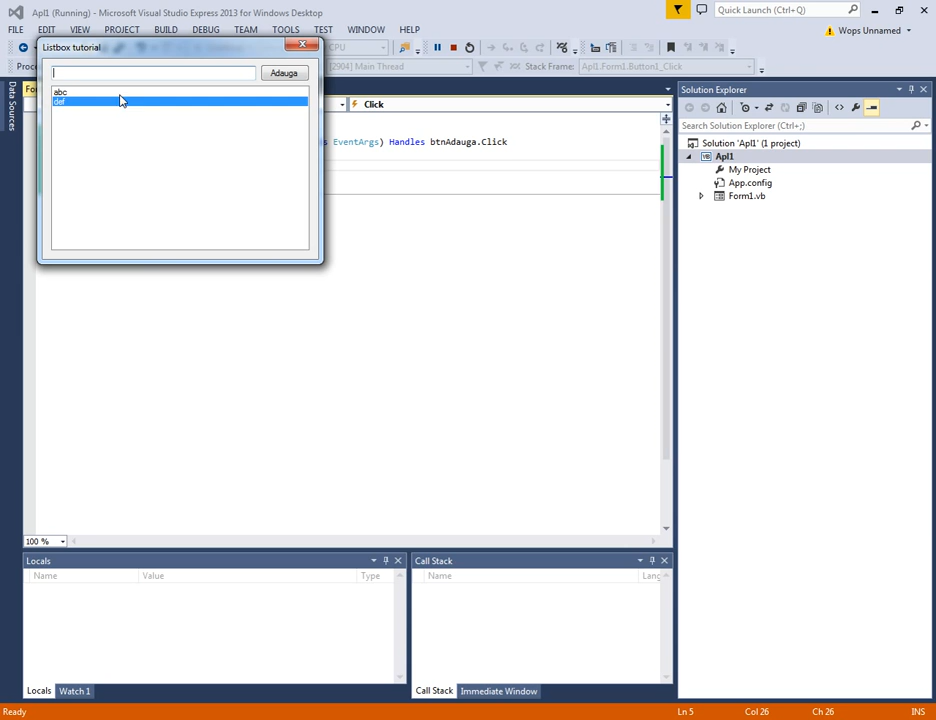 Apl1 (Running) - Microsoft Visual Studio Express 2013 for Windows Desktop
Quick Launch (Ctrl+Q)
FILE EDIT VIEW PROJECT BUILD DEBUG TEAM TOOLS TEST WINDOW HELP
Wops Unnamed
Listbox tutorial
CPU
Proce
[2904] Main Thread
Stack Frame:
Apl1.Form1.Button1_Click
Adauga
abc
def
Data Sources
Fo
Click
s EventArgs) Handles btnAdauga.Click
Solution Explorer
Search Solution Explorer (Ctrl+;)
Solution 'Apl1' (1 project)
VB Apl1
My Project
App.config
Form1.vb
100 %
Locals
Name Value Type
Call Stack
Name Lang
Locals Watch 1
Call Stack Immediate Window
Ready
Ln 5 Col 26 Ch 26 INS